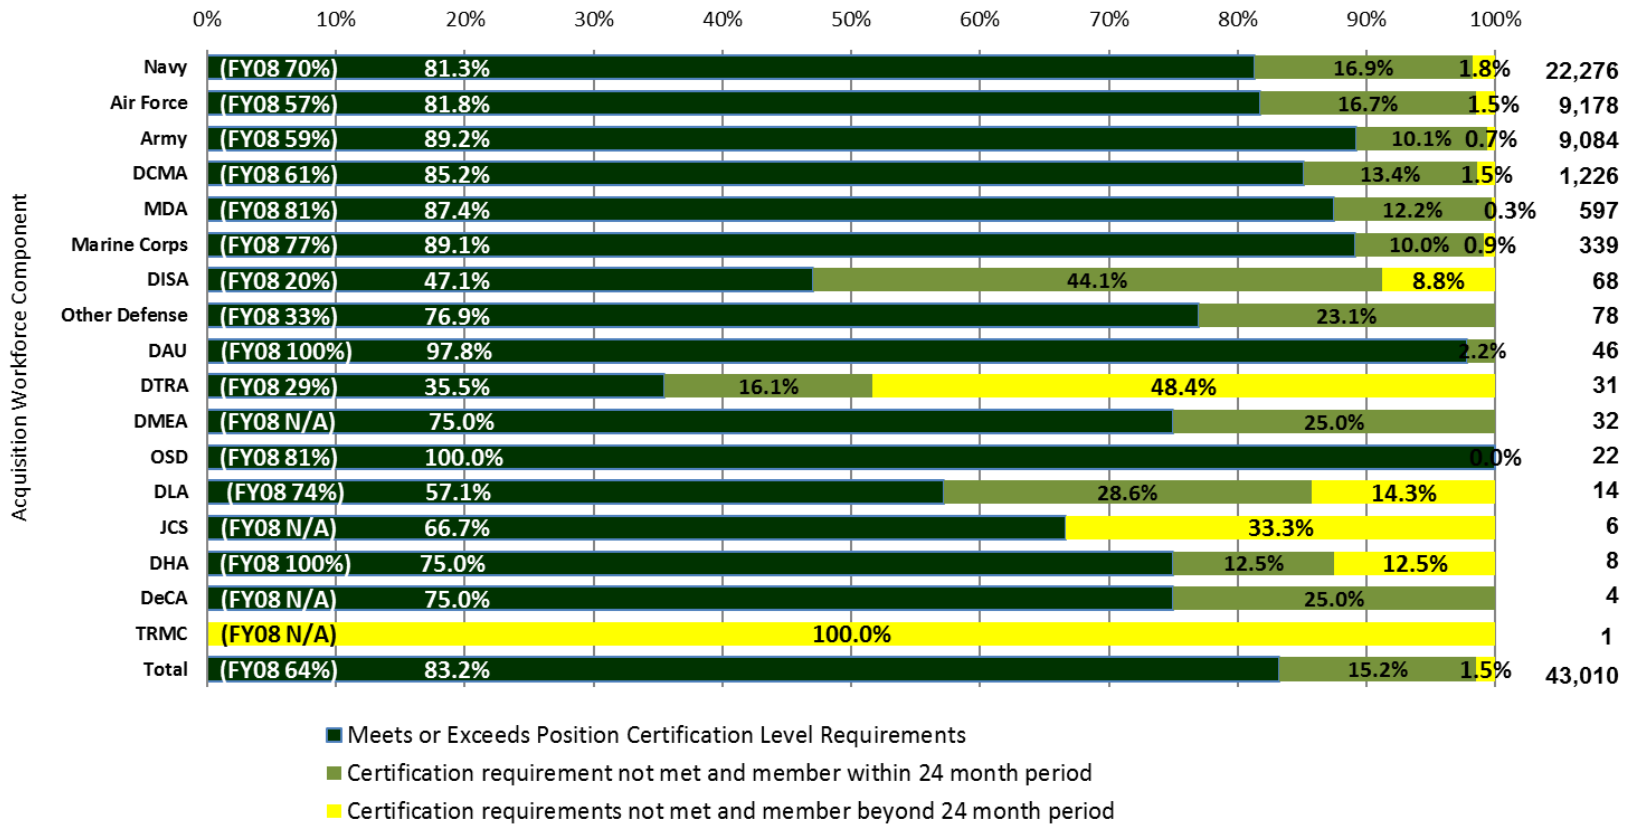 0% 10% 20% 30% 40% 50% 60% 70% 80% 90% 100%
Acquisition Workforce Component
Navy (FY08 70%) 81.3% 16.9% 1.8% 22,276
Air Force (FY08 57%) 81.8% 16.7% 1.5% 9,178
Army (FY08 59%) 89.2% 10.1% 0.7% 9,084
DCMA (FY08 61%) 85.2% 13.4% 1.5% 1,226
MDA (FY08 81%) 87.4% 12.2% 0.3% 597
Marine Corps (FY08 77%) 89.1% 10.0% 0.9% 339
DISA (FY08 20%) 47.1% 44.1% 8.8% 68
Other Defense (FY08 33%) 76.9% 23.1% 78
DAU (FY08 100%) 97.8% 2.2% 46
DTRA (FY08 29%) 35.5% 16.1% 48.4% 31
DMEA (FY08 N/A) 75.0% 25.0% 32
OSD (FY08 81%) 100.0% 0.0% 22
DLA (FY08 74%) 57.1% 28.6% 14.3% 14
JCS (FY08 N/A) 66.7% 33.3% 6
DHA (FY08 100%) 75.0% 12.5% 12.5% 8
DeCA (FY08 N/A) 75.0% 25.0% 4
TRMC (FY08 N/A) 100.0% 1
Total (FY08 64%) 83.2% 15.2% 1.5% 43,010
0% 10% 20% 30% 40% 50% 60% 70% 80% 90% 100%
Meets or Exceeds Position Certification Level Requirements
Certification requirement not met and member within 24 month period
Certification requirements not met and member beyond 24 month period